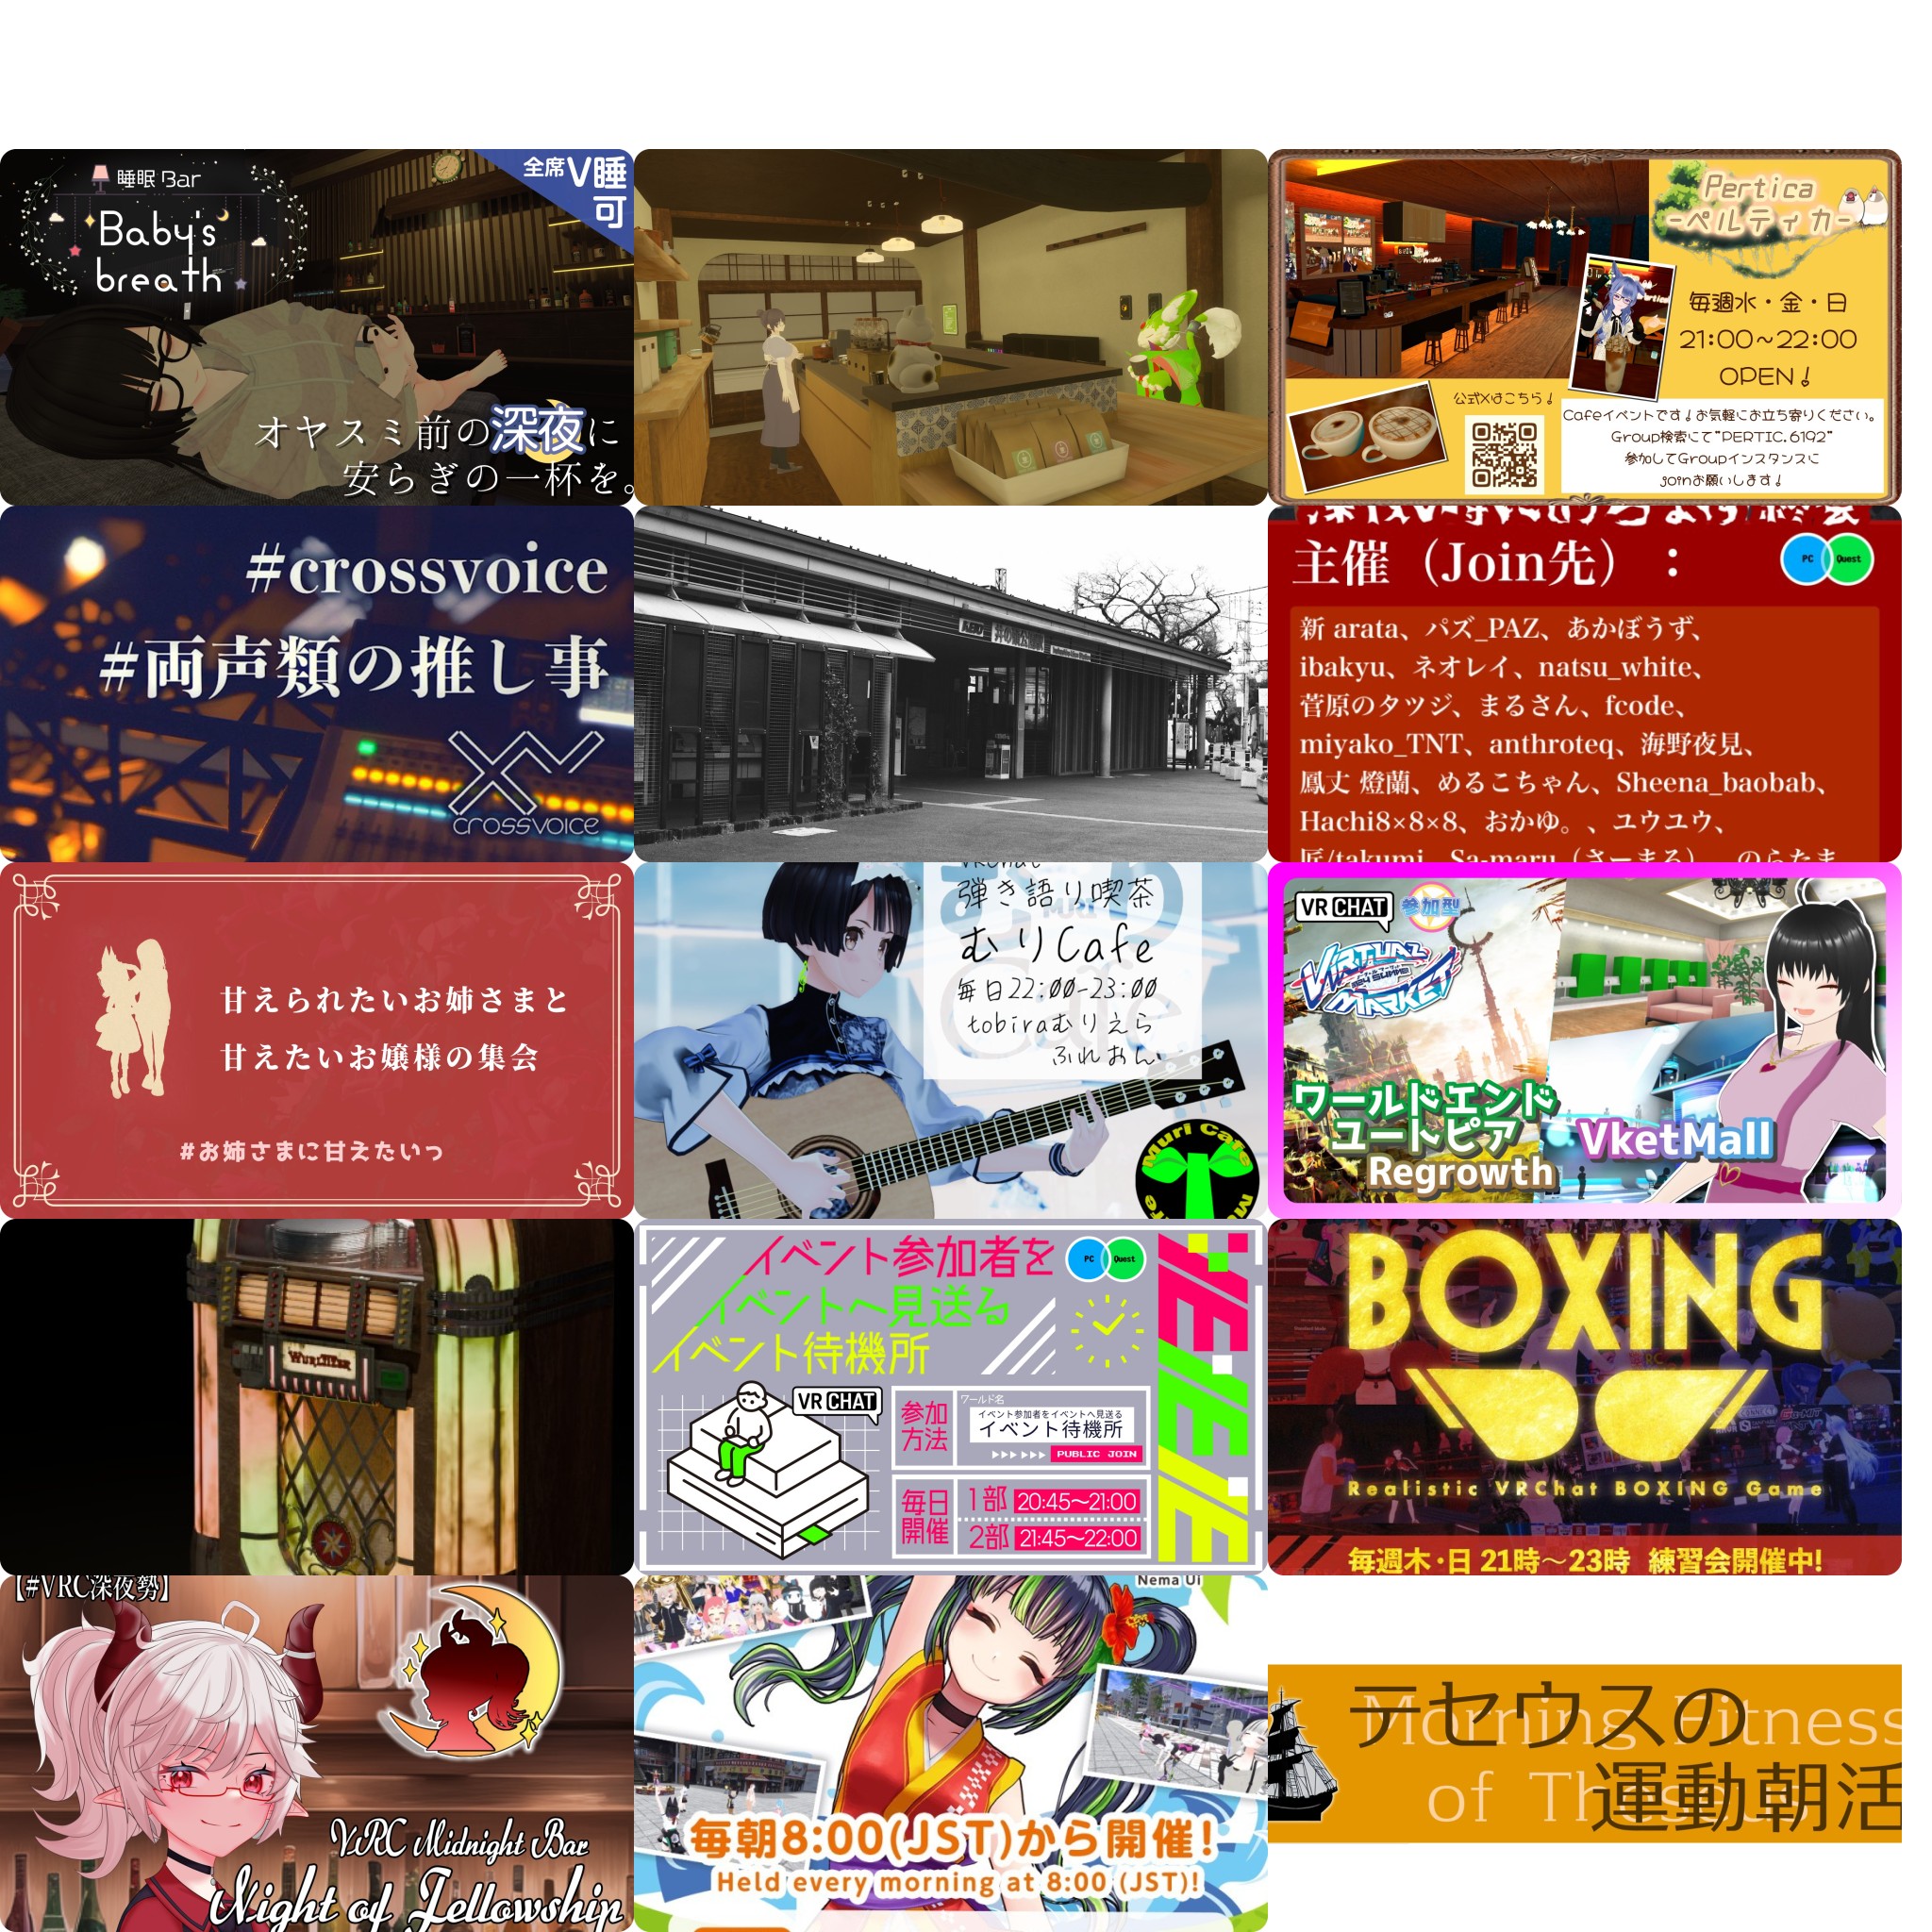 睡眠 Bar
Baby's
breath
全席V睡
可
オヤスミ前の深夜に
安らぎの一杯を。
Pertica
-ペルティカ-
毎週水・金・日
21:00~22:00
OPEN!
公式Xはこちら!
Cafeイベントです!お気軽にお立ち寄りください。
Group検索にて"PERTIC.6192"
参加してGroupインスタンスに
joinお願いします!
#crossvoice
#両声類の推し事
crossvoice
主催（Join先）：
PC Quest
新 arata、パズ_PAZ、あかぼうず、
ibakyu、ネオレイ、natsu_white、
菅原のタツジ、まるさん、fcode、
miyako_TNT、anthroteq、海野夜見、
鳳丈 燈蘭、めるこちゃん、Sheena_baobab、
Hachi8×8×8、おかゆ。、ユウユウ、
匠/takumi、Sa-maru（さーまる）、のらたま
甘えられたいお姉さまと
甘えたいお嬢様の集会
#お姉さまに甘えたいっ
弾き語り喫茶
むりCafe
毎日22:00-23:00
tobiraむりえら
ふれおん
Muri Cafe
VRCHAT 参加型
VIRTUAL
MARKET
ワールドエンド
ユートピア
Regrowth
VketMall
WURLITZER
イベント参加者を
イベントへ見送る
イベント待機所
PC Quest
VRCHAT
参加
方法
ワールド名
イベント参加者をイベントへ見送る
イベント待機所
PUBLIC JOIN
毎日
開催
1部 20:45~21:00
2部 21:45~22:00
BOXING
Realistic VRChat BOXING Game
毎週木・日 21時～23時 練習会開催中!
【#VRC深夜勢】
VRC Midnight Bar
Night of Fellowship
Nema Ui
毎朝8:00(JST)から開催!
Held every morning at 8:00 (JST)!
テセウスの
運動朝活
Morning Fitness
of Theseus